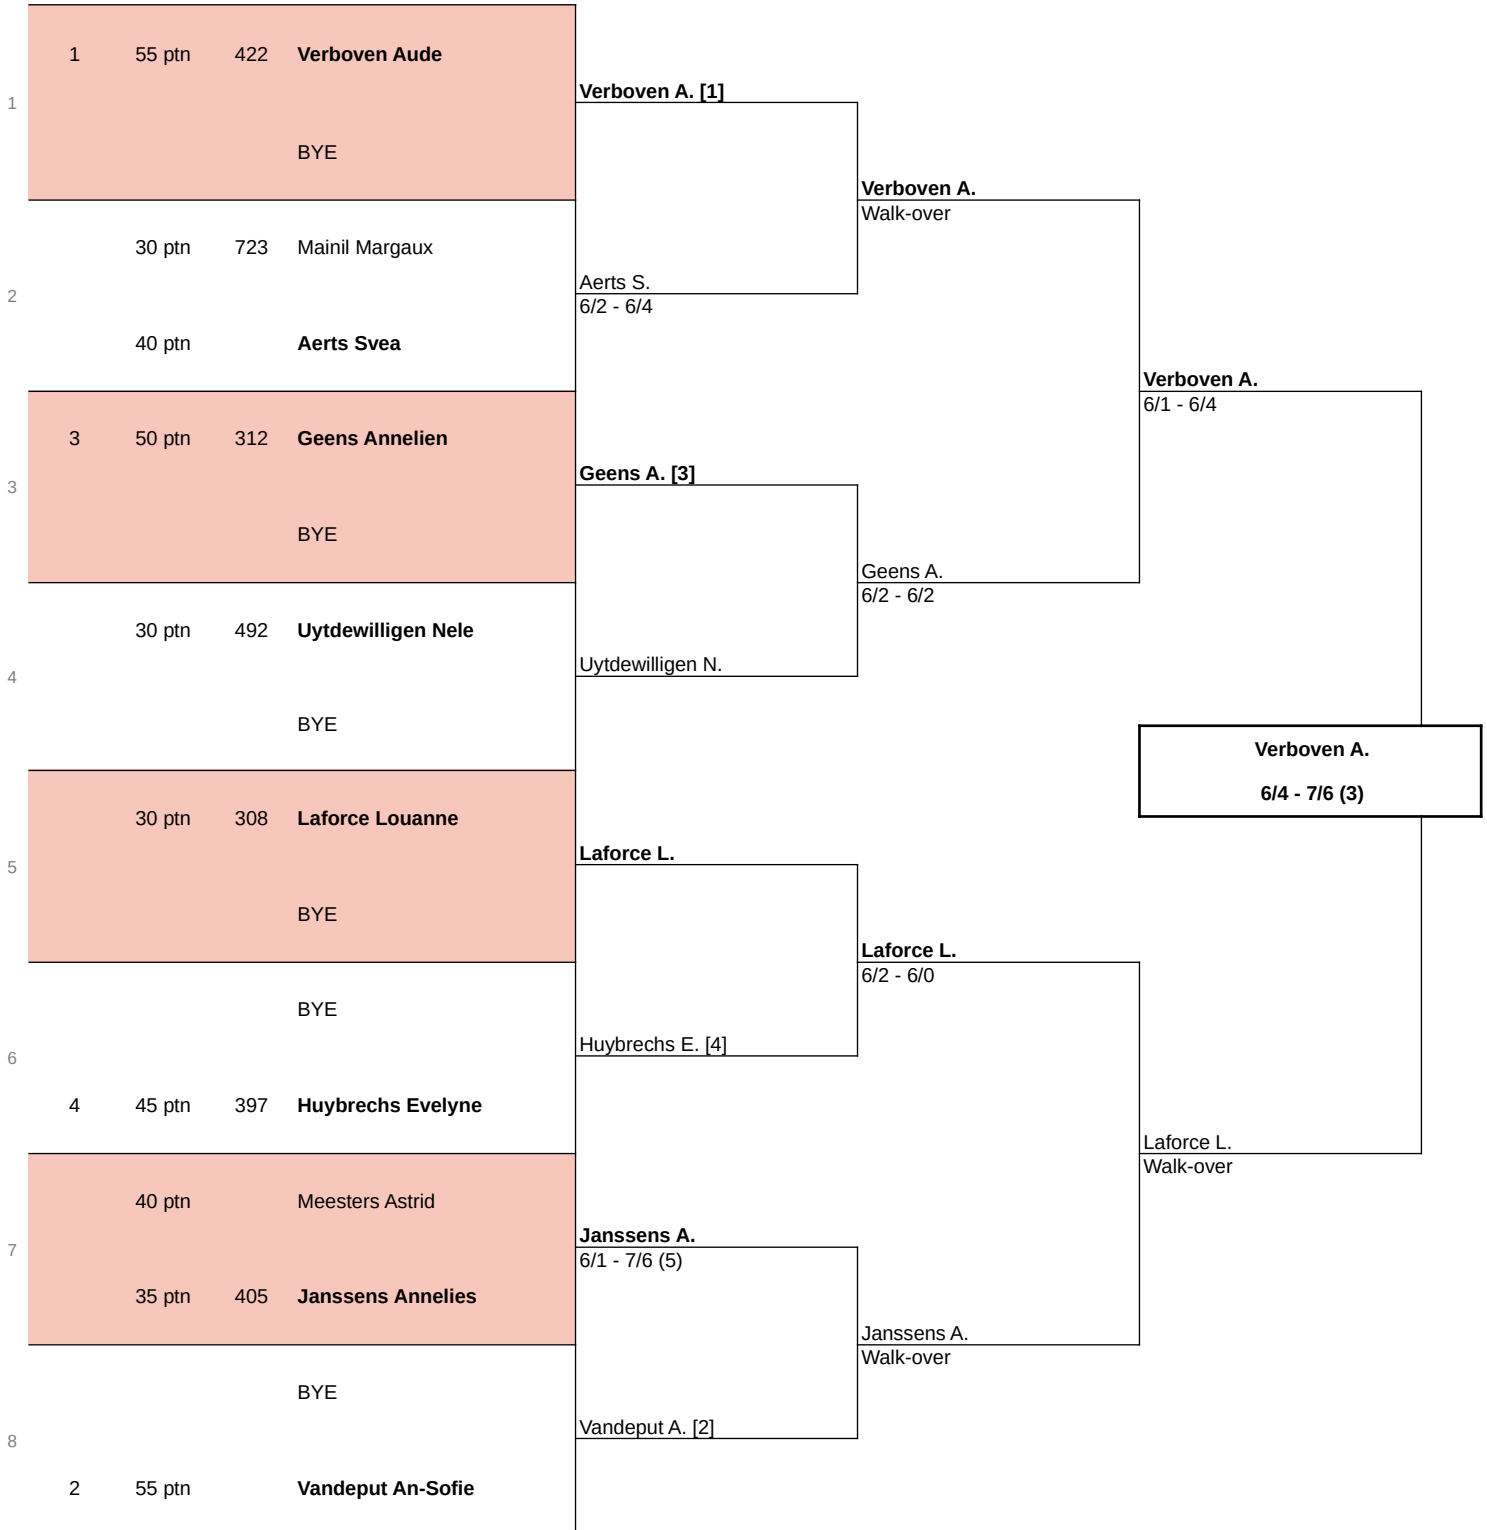 1 55 ptn 422 Verboven Aude
1
BYE
30 ptn 723 Mainil Margaux
2
40 ptn Aerts Svea
3 50 ptn 312 Geens Annelien
3
BYE
30 ptn 492 Uytdewilligen Nele
4
BYE
30 ptn 308 Laforce Louanne
5
BYE
BYE
6
4 45 ptn 397 Huybrechs Evelyne
40 ptn Meesters Astrid
7
35 ptn 405 Janssens Annelies
BYE
8
2 55 ptn Vandeput An-Sofie
Verboven A. [1]
Aerts S.
6/2 - 6/4
Geens A. [3]
Uytdewilligen N.
Laforce L.
Huybrechs E. [4]
Janssens A.
6/1 - 7/6 (5)
Vandeput A. [2]
Verboven A.
Walk-over
Geens A.
6/2 - 6/2
Laforce L.
6/2 - 6/0
Janssens A.
Walk-over
Verboven A.
6/1 - 6/4
Laforce L.
Walk-over
Verboven A.
6/4 - 7/6 (3)